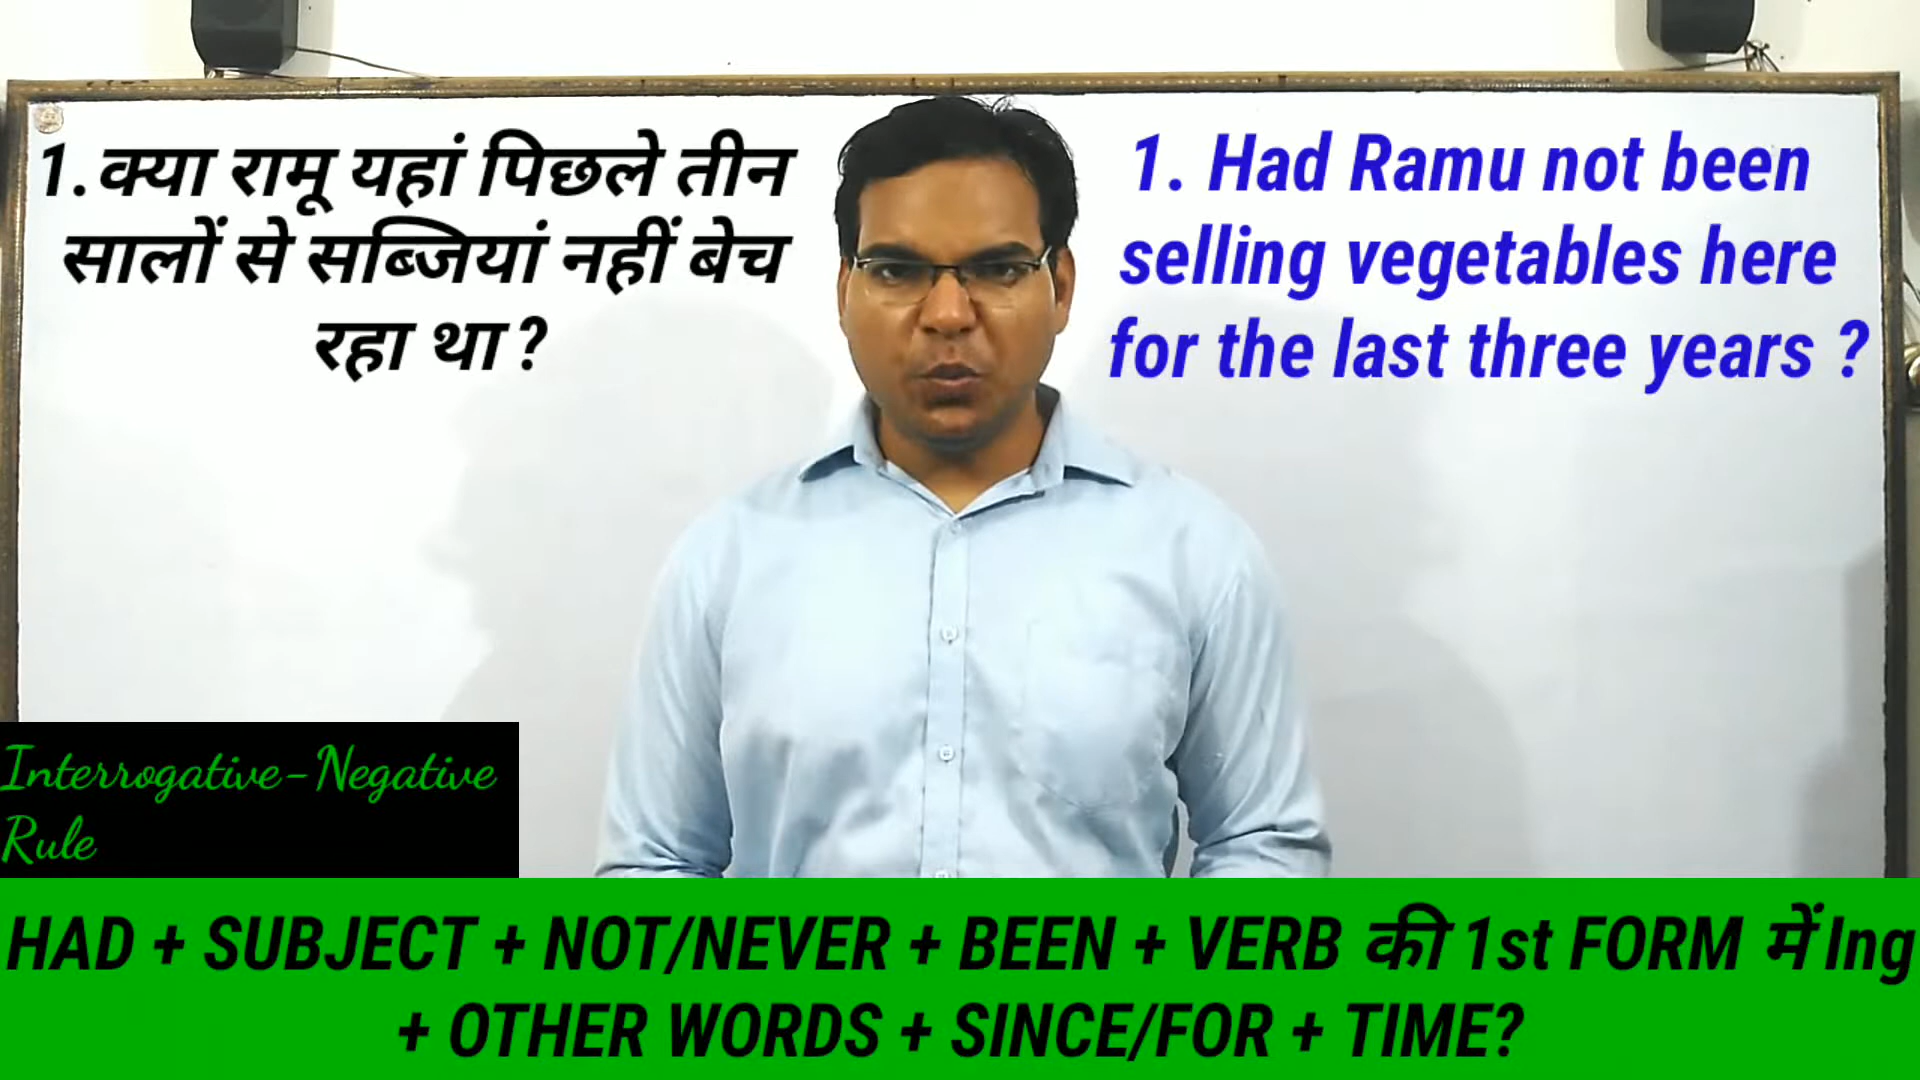 1.क्या रामू यहां पिछले तीन
सालों से सब्जियां नहीं बेच
रहा था?
1. Had Ramu not been
selling vegetables here
for the last three years ?
Interrogative-Negative
Rule
HAD + SUBJECT + NOT/NEVER + BEEN + VERB की 1st FORM में Ing
+ OTHER WORDS + SINCE/FOR + TIME?